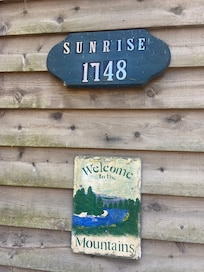 SUNRISE
1748
Welcome
To The
Mountains